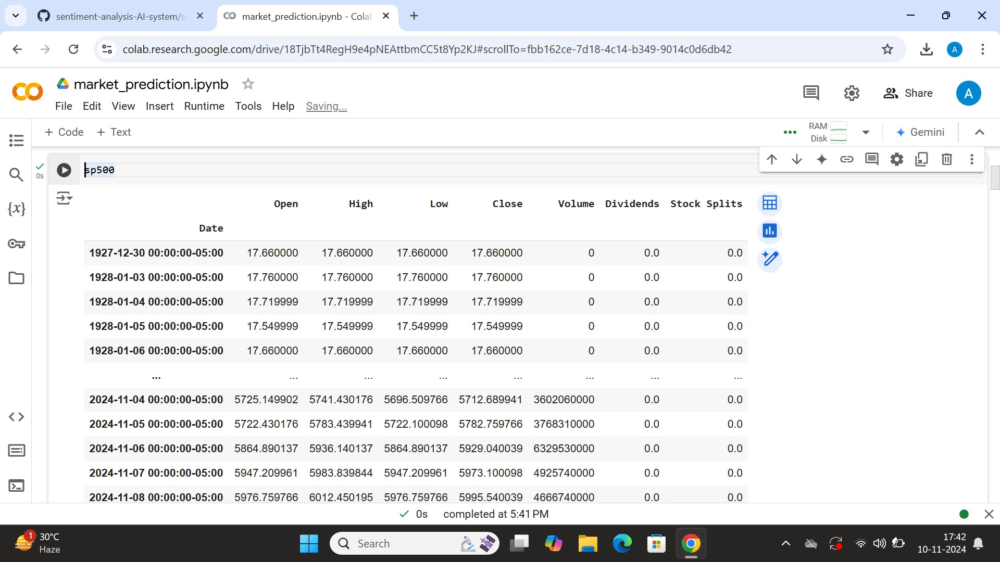 sentiment-analysis-AI-system/s
market_prediction.ipynb - Cola
colab.research.google.com/drive/18TjbTt4RegH9e4pNEAttbmCC5t8Yp2KJ#scrollTo=fbb162ce-7d18-4c14-b349-9014c0d6db42
A
market_prediction.ipynb
Share
A
File Edit View Insert Runtime Tools Help Saving...
+ Code + Text
RAM
Disk
Gemini
0s
sp500
Open High Low Close Volume Dividends Stock Splits
Date
1927-12-30 00:00:00-05:00 17.660000 17.660000 17.660000 17.660000 0 0.0 0.0
1928-01-03 00:00:00-05:00 17.760000 17.760000 17.760000 17.760000 0 0.0 0.0
1928-01-04 00:00:00-05:00 17.719999 17.719999 17.719999 17.719999 0 0.0 0.0
1928-01-05 00:00:00-05:00 17.549999 17.549999 17.549999 17.549999 0 0.0 0.0
1928-01-06 00:00:00-05:00 17.660000 17.660000 17.660000 17.660000 0 0.0 0.0
... ... ... ... ... ... ... ...
2024-11-04 00:00:00-05:00 5725.149902 5741.430176 5696.509766 5712.689941 3602060000 0.0 0.0
2024-11-05 00:00:00-05:00 5722.430176 5783.439941 5722.100098 5782.759766 3768310000 0.0 0.0
2024-11-06 00:00:00-05:00 5864.890137 5936.140137 5864.890137 5929.040039 6329530000 0.0 0.0
2024-11-07 00:00:00-05:00 5947.209961 5983.839844 5947.209961 5973.100098 4925740000 0.0 0.0
2024-11-08 00:00:00-05:00 5976.759766 6012.450195 5976.759766 5995.540039 4666740000 0.0 0.0
0s completed at 5:41 PM
1
30°C
Haze
Search
17:42
10-11-2024